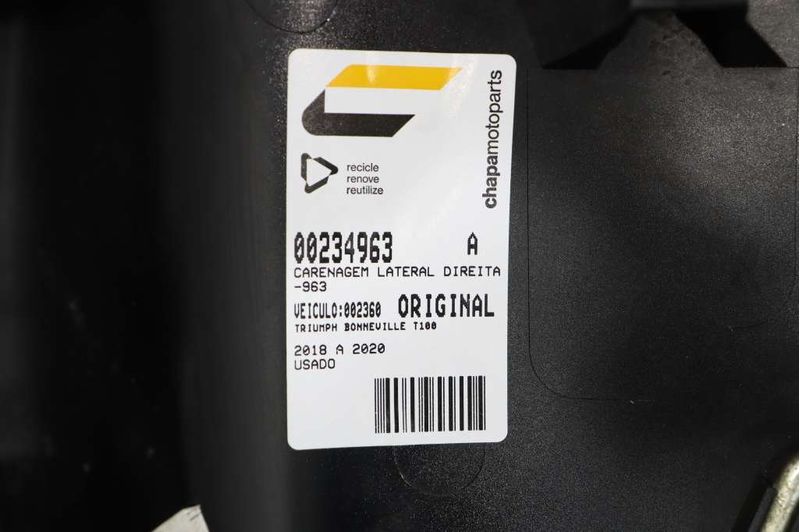 chapamotoparts
recicle
renove
reutilize
00234963 A
CARENAGEM LATERAL DIREITA
-963
VEICULO:002360 ORIGINAL
TRIUMPH BONNEVILLE T100
2018 A 2020
USADO